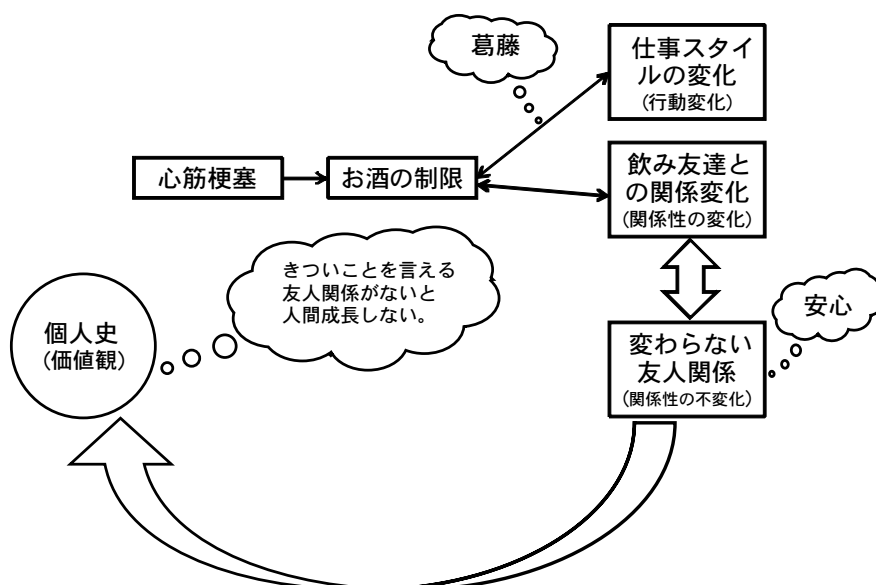 葛藤
仕事スタイ
ルの変化
(行動変化)
心筋梗塞
お酒の制限
飲み友達と
の関係変化
(関係性の変化)
きついことを言える
友人関係がないと
人間成長しない。
個人史
(価値観)
安心
変わらない
友人関係
(関係性の不変化)